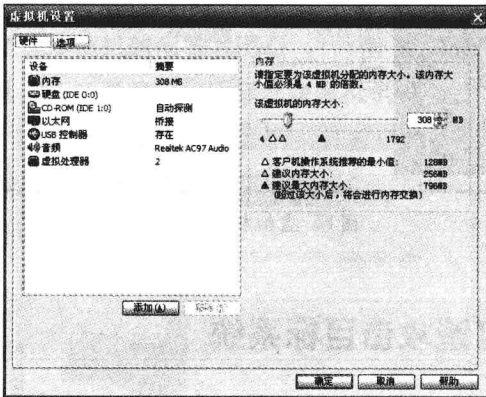 虚拟机设置
硬件 选项
设备 摘要
内存 308 MB
硬盘 (IDE 0:0)
CD-ROM (IDE 1:0) 自动探测
以太网 桥接
USB 控制器 存在
音频 Realtek AC97 Audio
虚拟处理器 2
添加(A)
内存
请指定要为该虚拟机分配的内存大小。该内存大
小值必须是 4 MB 的倍数。
该虚拟机的内存大小:
308 MB
4 1792
△ 客户机操作系统推荐的最小值: 128MB
△ 建议内存大小: 256MB
▲ 建议最大内存大小: 796MB
(超过该大小后，将会进行内存交换)
确定 取消 帮助